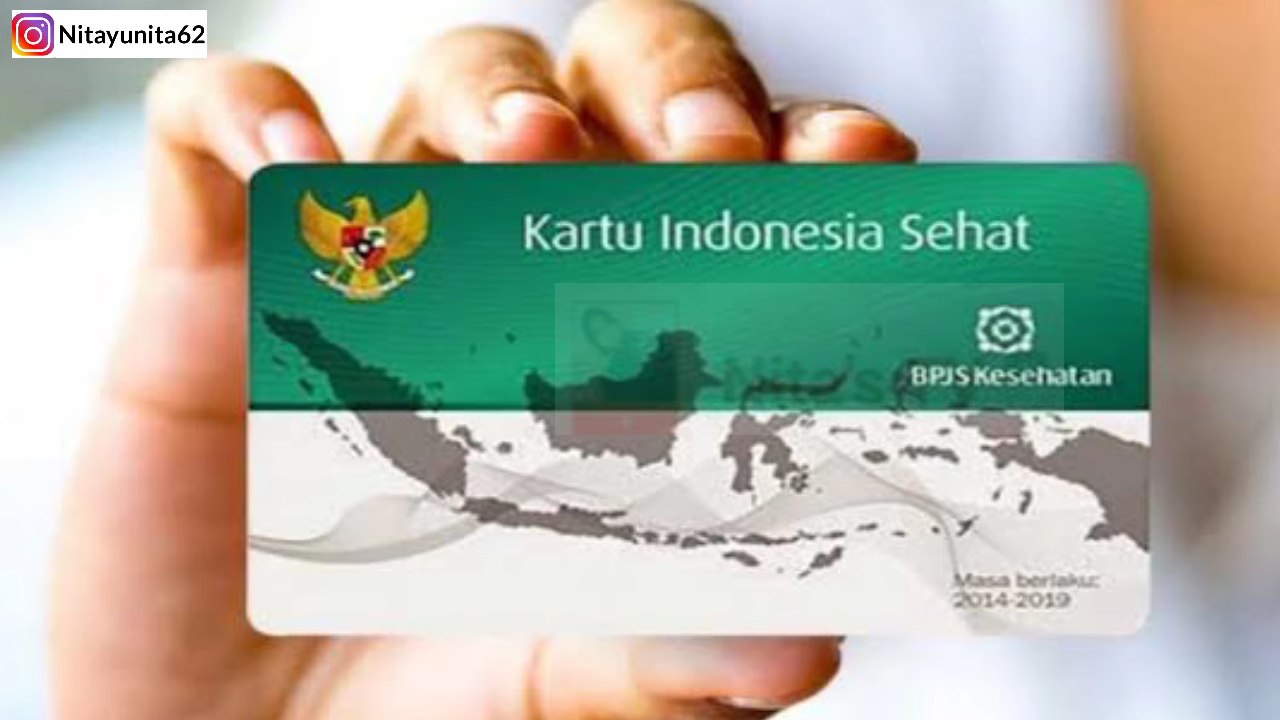 Nitayunita62
Kartu Indonesia Sehat
BPJS Kesehatan
Masa berlaku:
2014-2019